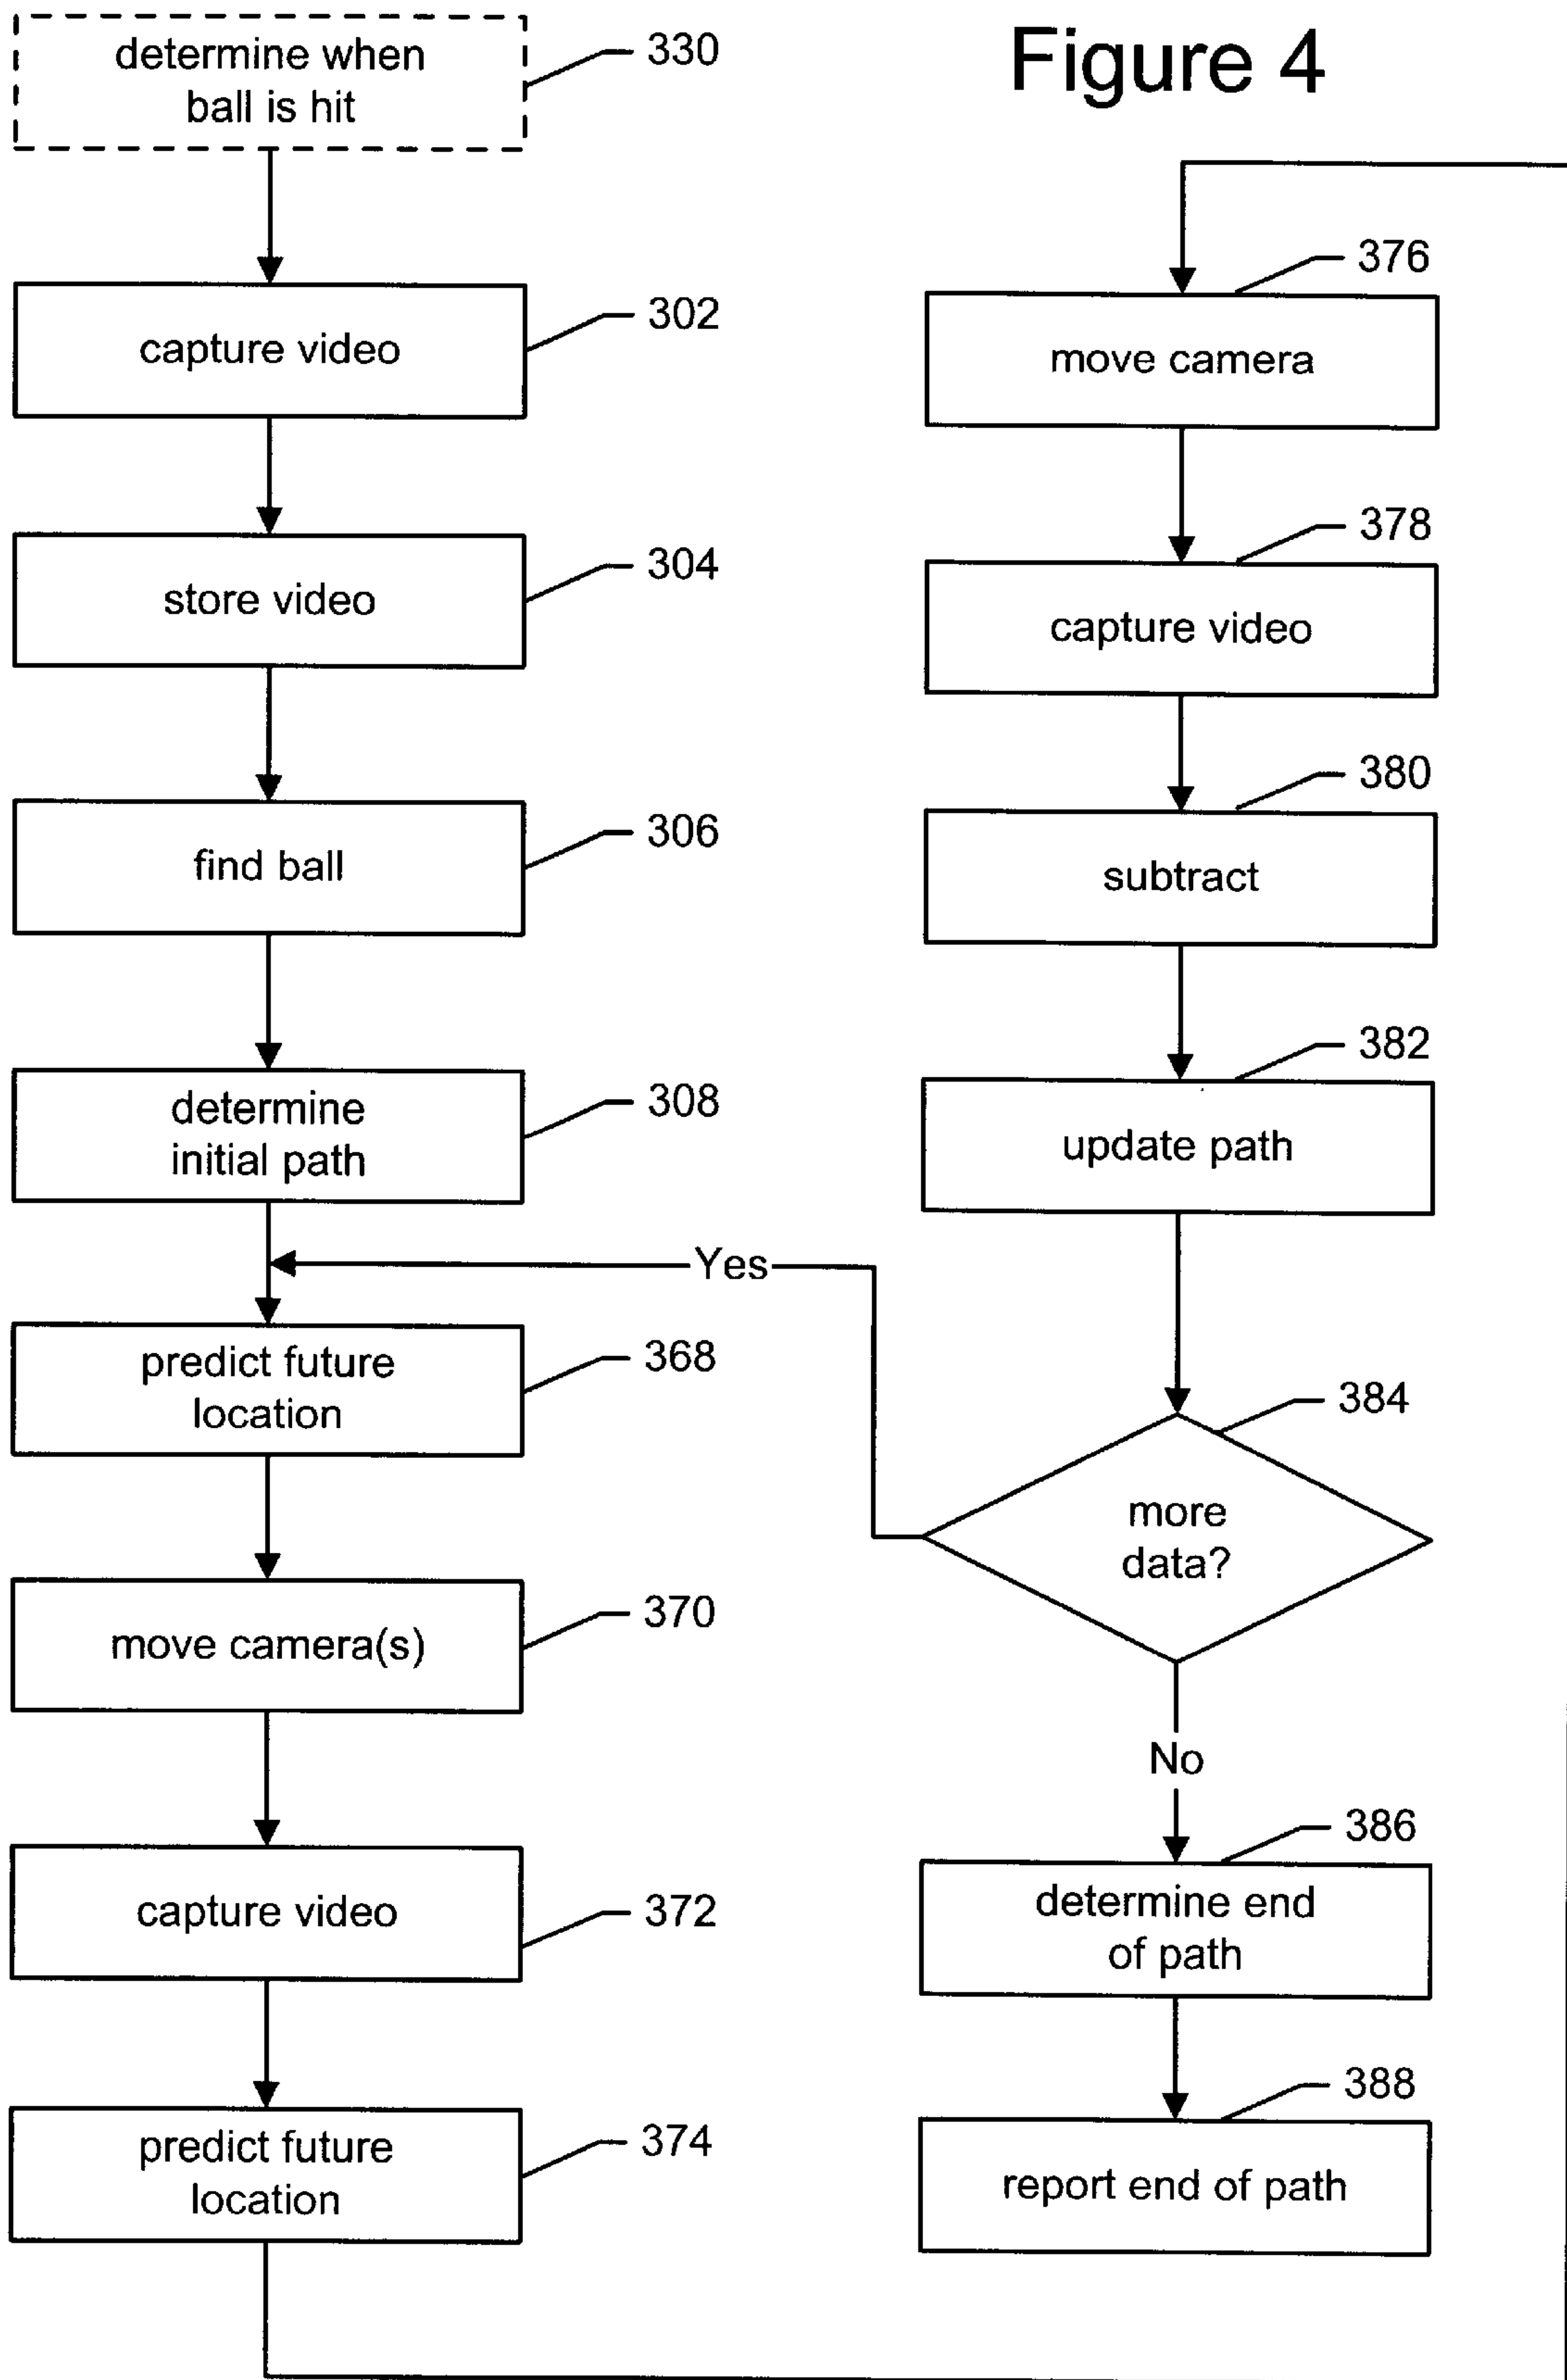 Figure 4
determine when
ball is hit
330
capture video
302
store video
304
find ball
306
determine
initial path
308
predict future
location
368
move camera(s)
370
capture video
372
predict future
location
374
376
move camera
378
capture video
380
subtract
382
update path
Yes
384
more
data?
No
386
determine end
of path
388
report end of path